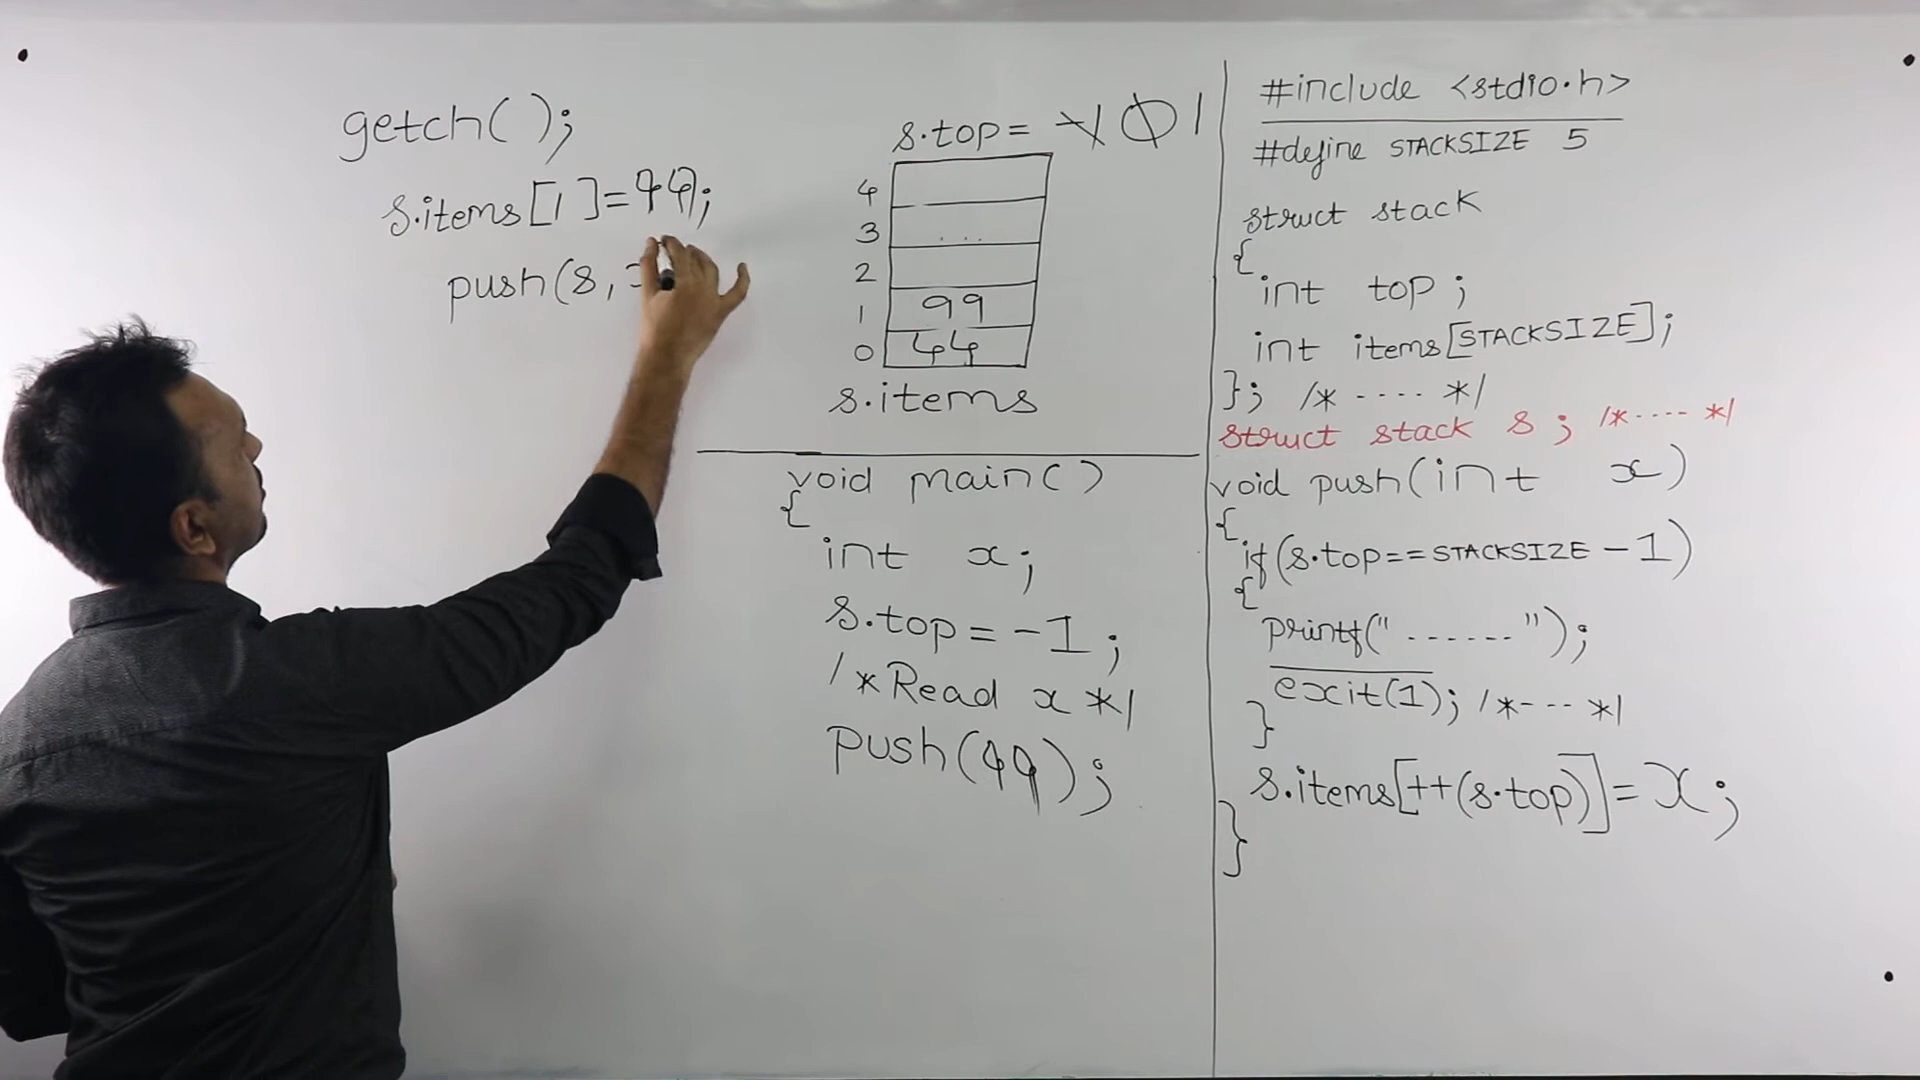 getch();
s.items[1]=99;
push(s,
s.top= -1 0 1
4
3 ...
2
1 99
0 44
s.items
void main()
{
int x;
s.top=-1;
/*Read x */
push(99);
#include <stdio.h>
#define STACKSIZE 5
struct stack
{
int top;
int items[STACKSIZE];
}; /* ---- */
struct stack s; /*---- */
void push(int x)
{
if(s.top==STACKSIZE-1)
{
printf("------");
exit(1); /*---*/
}
s.items[++(s.top)]=x;
}